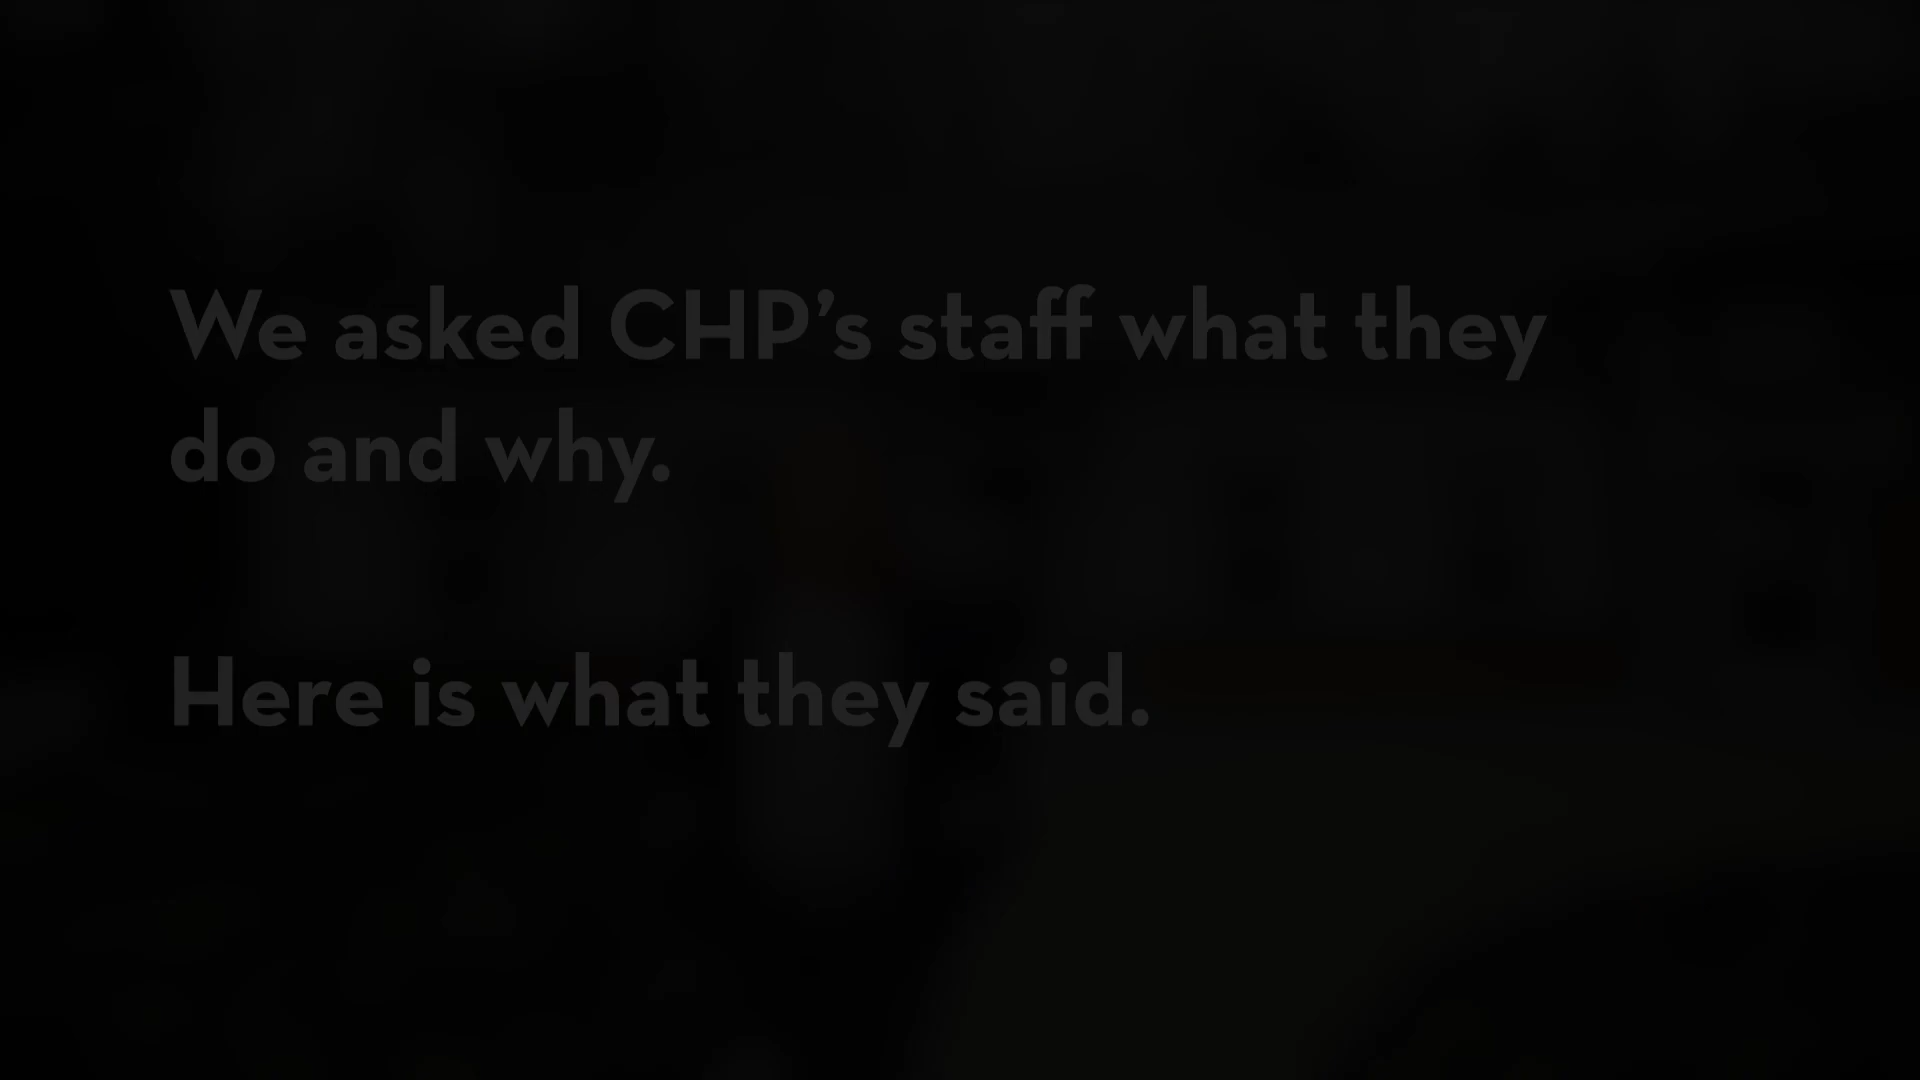 We asked CHP’s staff what they
do and why.
Here is what they said.